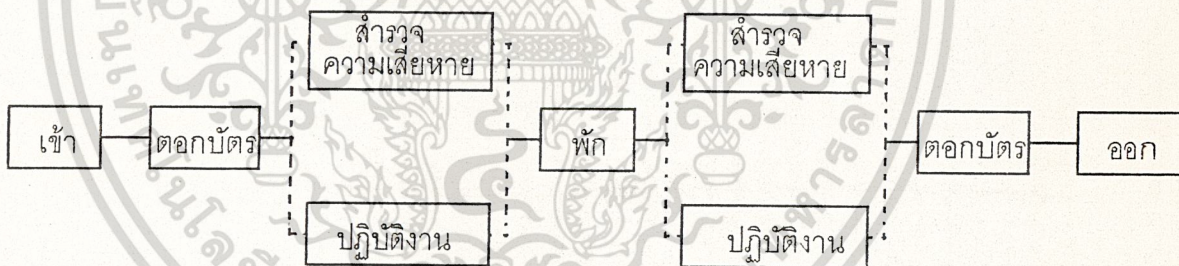 เข้า
ตอกบัตร
สำรวจ
ความเสียหาย
ปฏิบัติงาน
พัก
สำรวจ
ความเสียหาย
ปฏิบัติงาน
ตอกบัตร
ออก